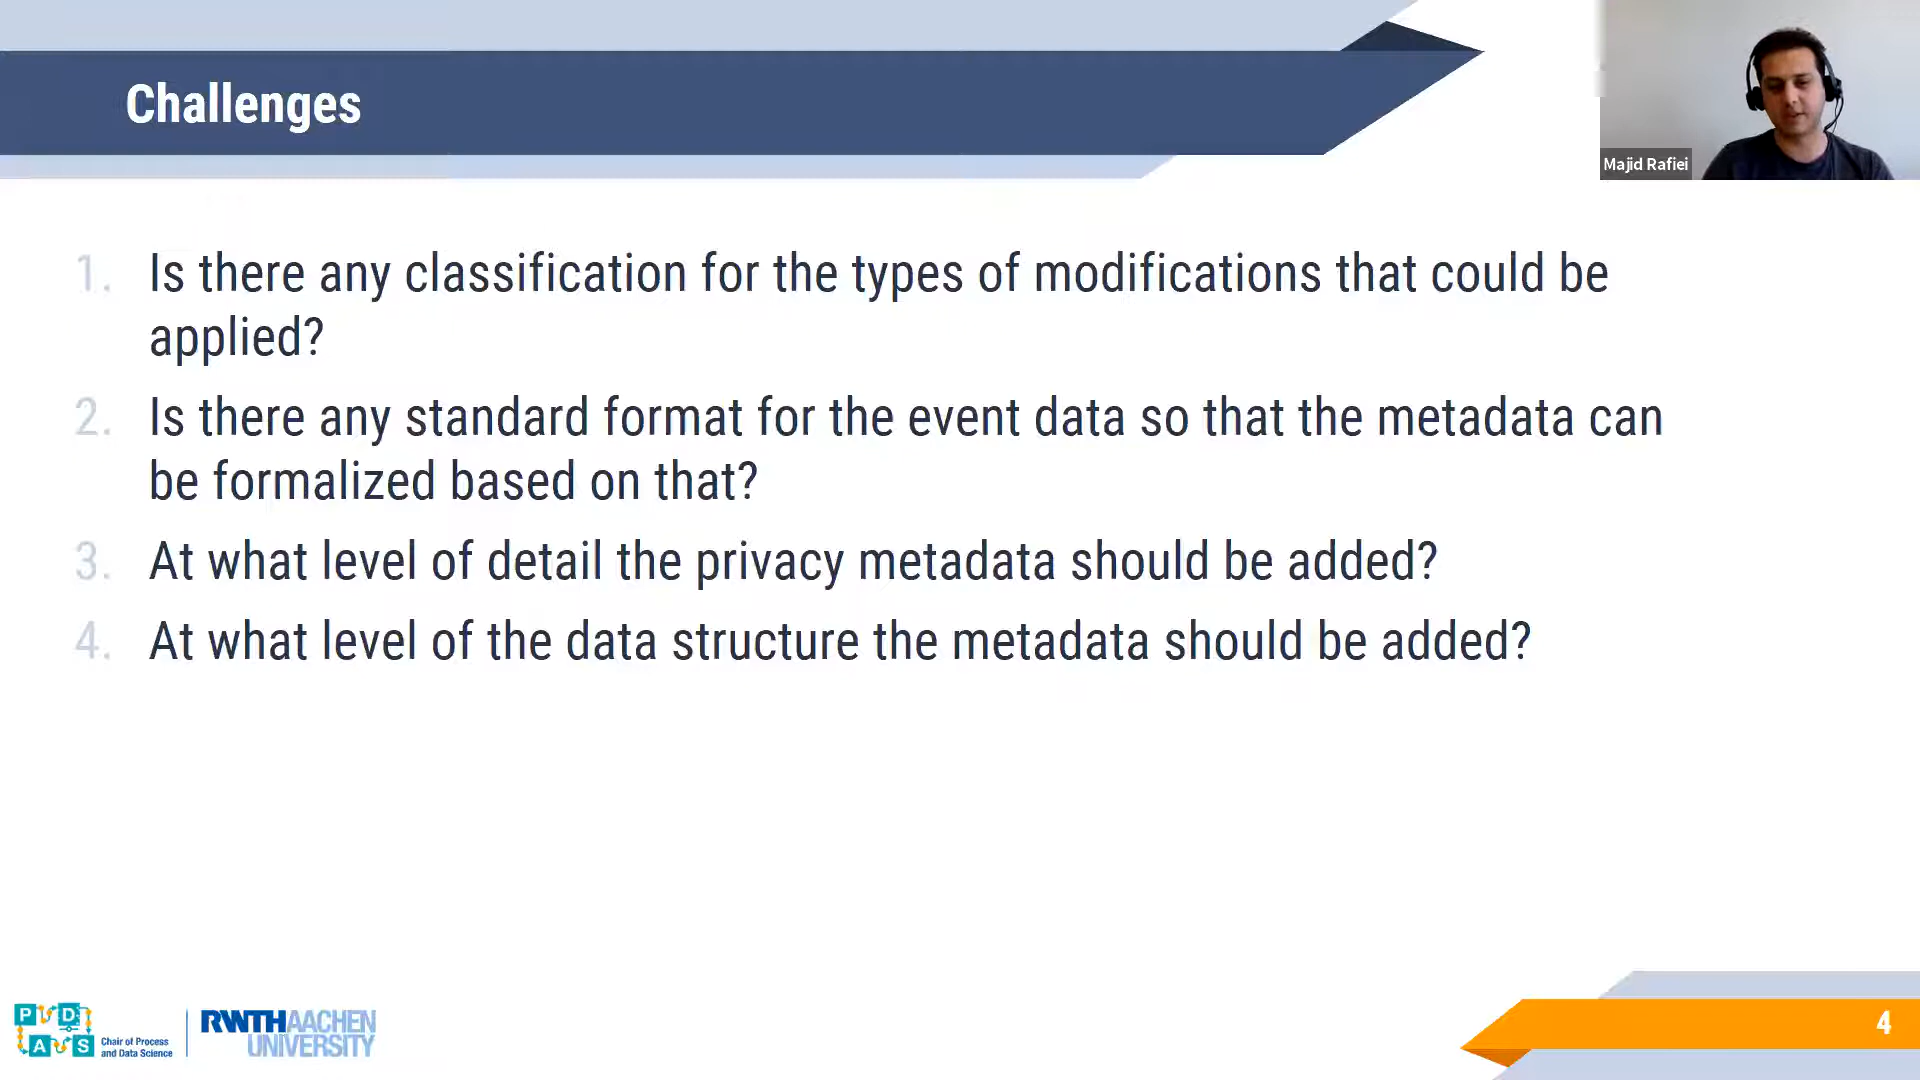 Challenges
Majid Rafiei
1. Is there any classification for the types of modifications that could be
applied?
2. Is there any standard format for the event data so that the metadata can
be formalized based on that?
3. At what level of detail the privacy metadata should be added?
4. At what level of the data structure the metadata should be added?
P D
A S
Chair of Process
and Data Science
RWTHAACHEN
UNIVERSITY
4